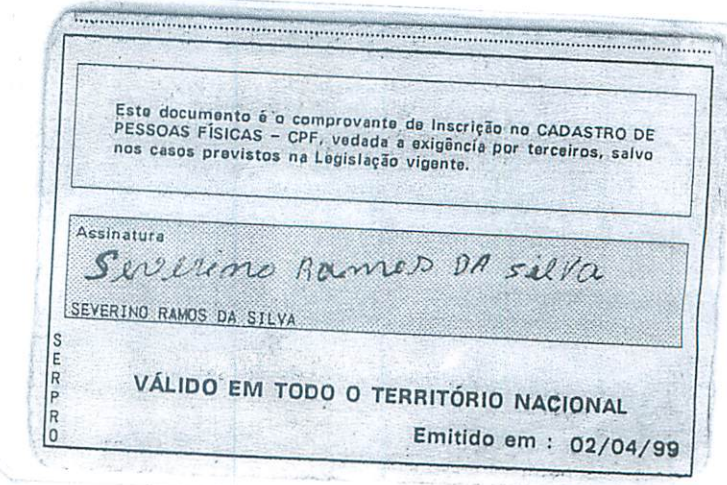 Este documento é o comprovante de Inscrição no CADASTRO DE
PESSOAS FÍSICAS - CPF, vedada a exigência por terceiros, salvo
nos casos previstos na Legislação vigente.
Assinatura
Severino Ramos DA silva
SEVERINO RAMOS DA SILVA
SERPRO
VÁLIDO EM TODO O TERRITÓRIO NACIONAL
Emitido em : 02/04/99